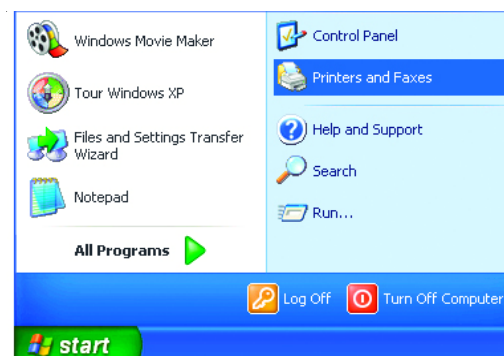 Windows Movie Maker
Tour Windows XP
Files and Settings Transfer
Wizard
Notepad
All Programs
Control Panel
Printers and Faxes
Help and Support
Search
Run...
Log Off
Turn Off Computer
start